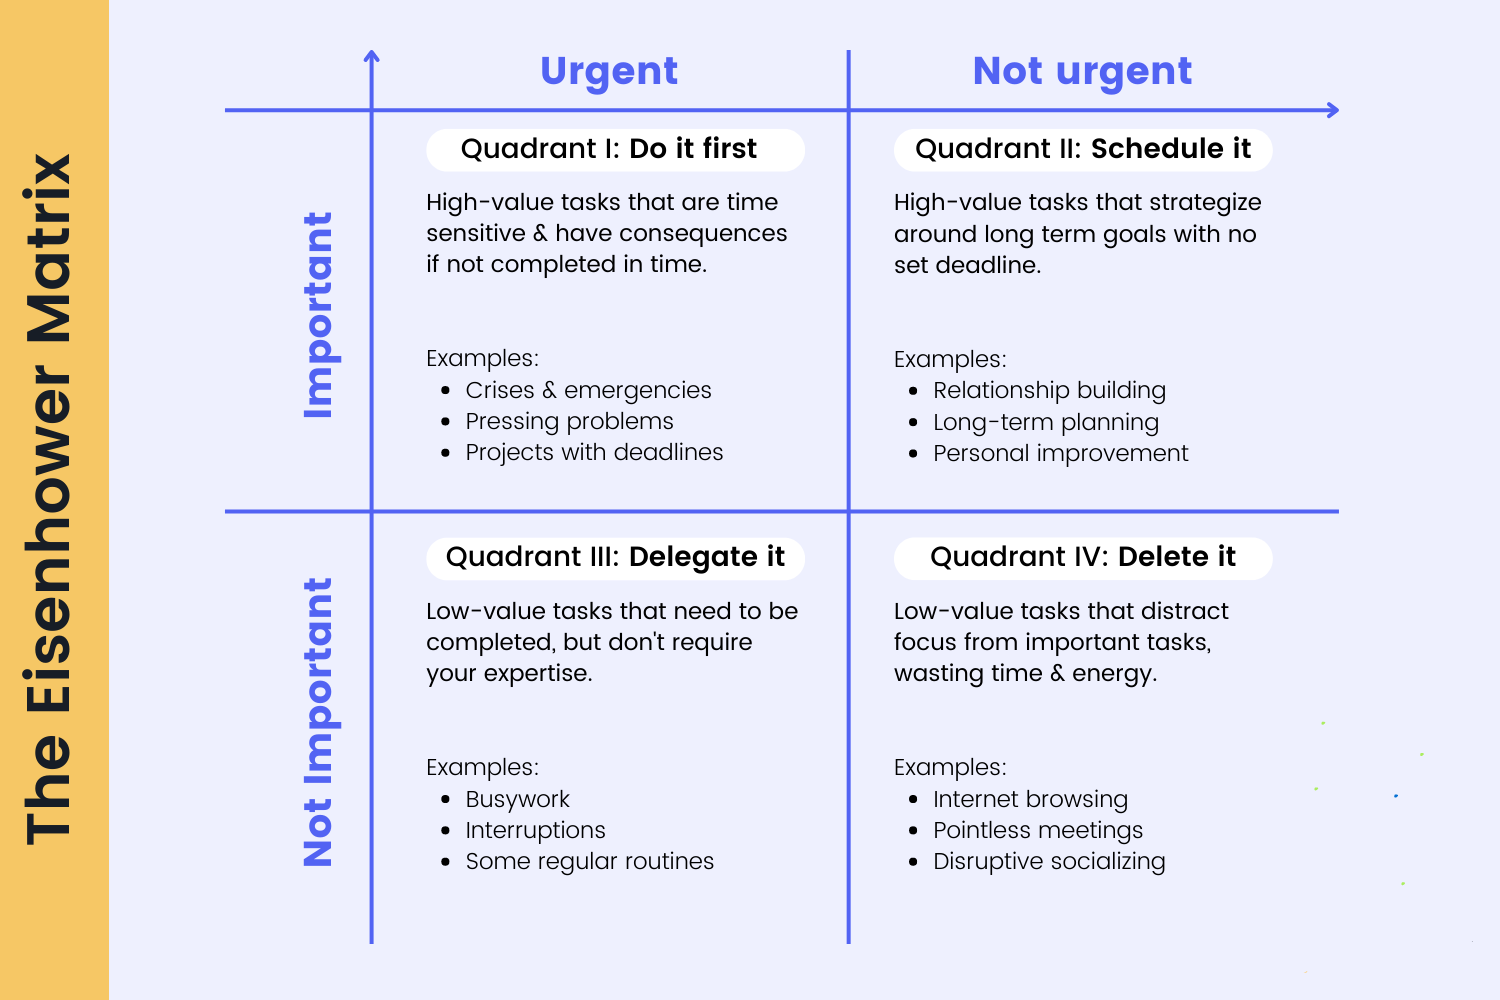 The Eisenhower Matrix
Urgent
Not urgent
Important
Quadrant I: Do it first
High-value tasks that are time
sensitive & have consequences
if not completed in time.
Examples:
• Crises & emergencies
• Pressing problems
• Projects with deadlines
Quadrant II: Schedule it
High-value tasks that strategize
around long term goals with no
set deadline.
Examples:
• Relationship building
• Long-term planning
• Personal improvement
Not Important
Quadrant III: Delegate it
Low-value tasks that need to be
completed, but don't require
your expertise.
Examples:
• Busywork
• Interruptions
• Some regular routines
Quadrant IV: Delete it
Low-value tasks that distract
focus from important tasks,
wasting time & energy.
Examples:
• Internet browsing
• Pointless meetings
• Disruptive socializing